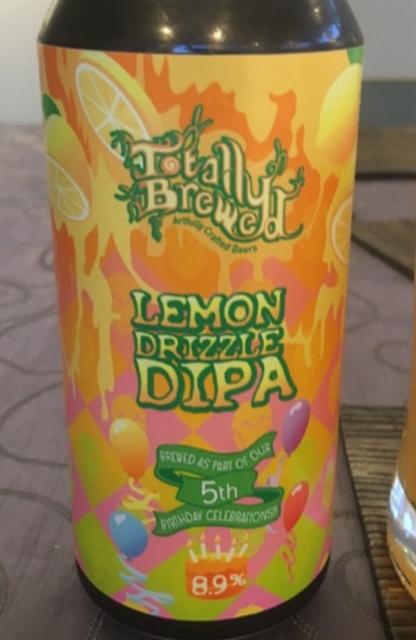 Totally
Brewed
Artfully Crafted Beers
LEMON
DRIZZLE
DIPA
BREWED AS PART OF OUR
5th
BIRTHDAY CELEBRATIONS!!
8.9%